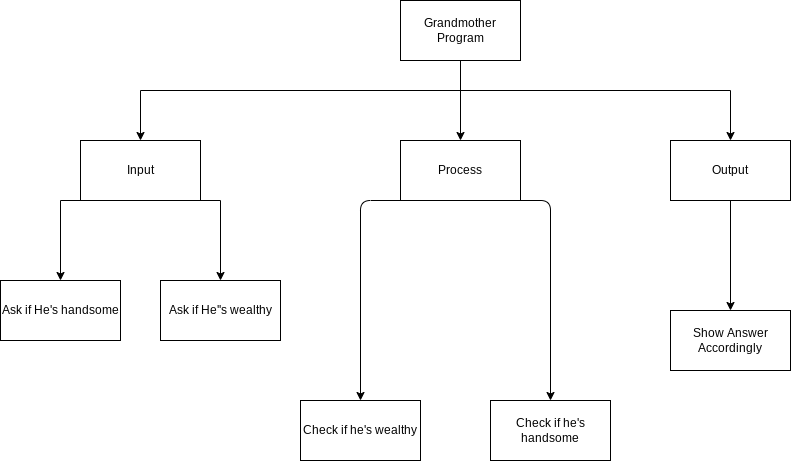 Grandmother
Program
Input
Process
Output
Ask if He's handsome
Ask if He"s wealthy
Show Answer
Accordingly
Check if he's wealthy
Check if he's
handsome